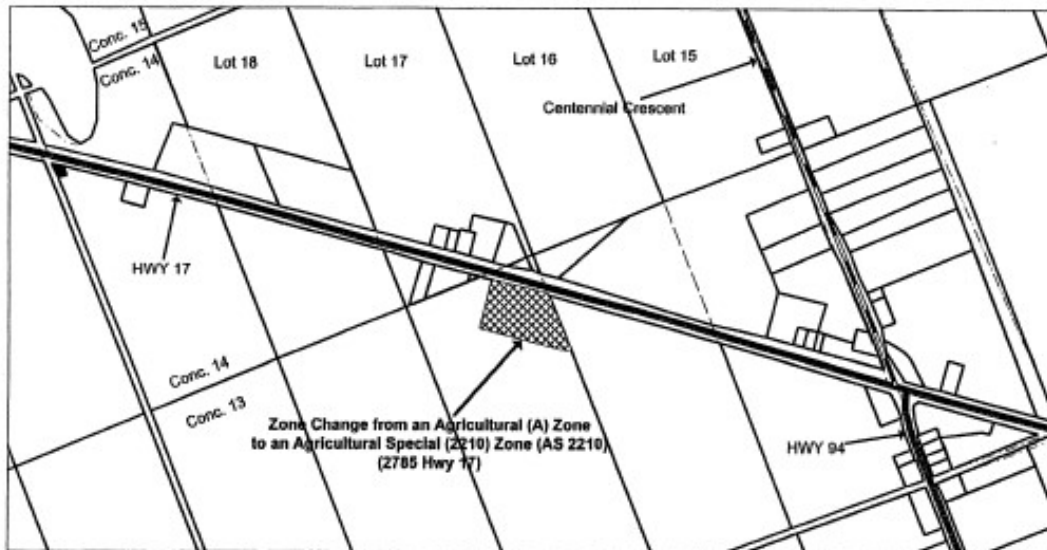 Conc. 15
Conc. 14
Lot 18
Lot 17
Lot 16
Lot 15
Centennial Crescent
HWY 17
Conc. 14
Conc. 13
Zone Change from an Agricultural (A) Zone
to an Agricultural Special (2210) Zone (AS 2210)
(2785 Hwy 17)
HWY 94